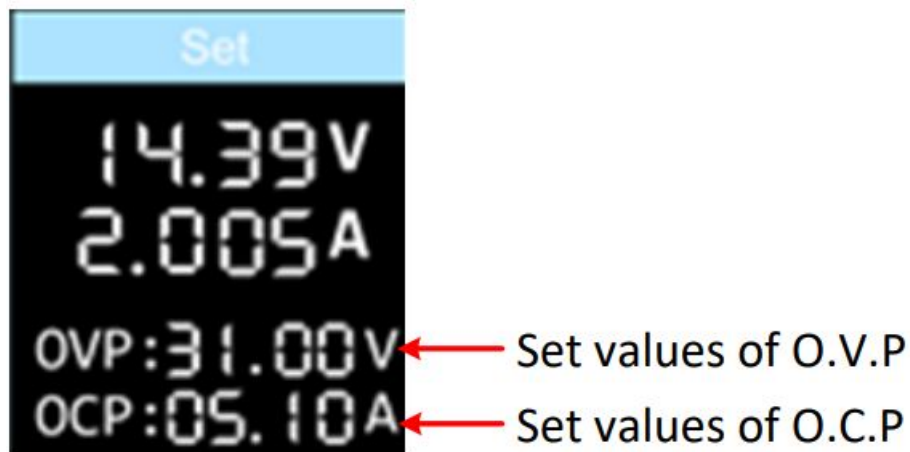 Set
14.39V
2.005A
OVP:31.00V Set values of O.V.P
OCP:05.10A Set values of O.C.P